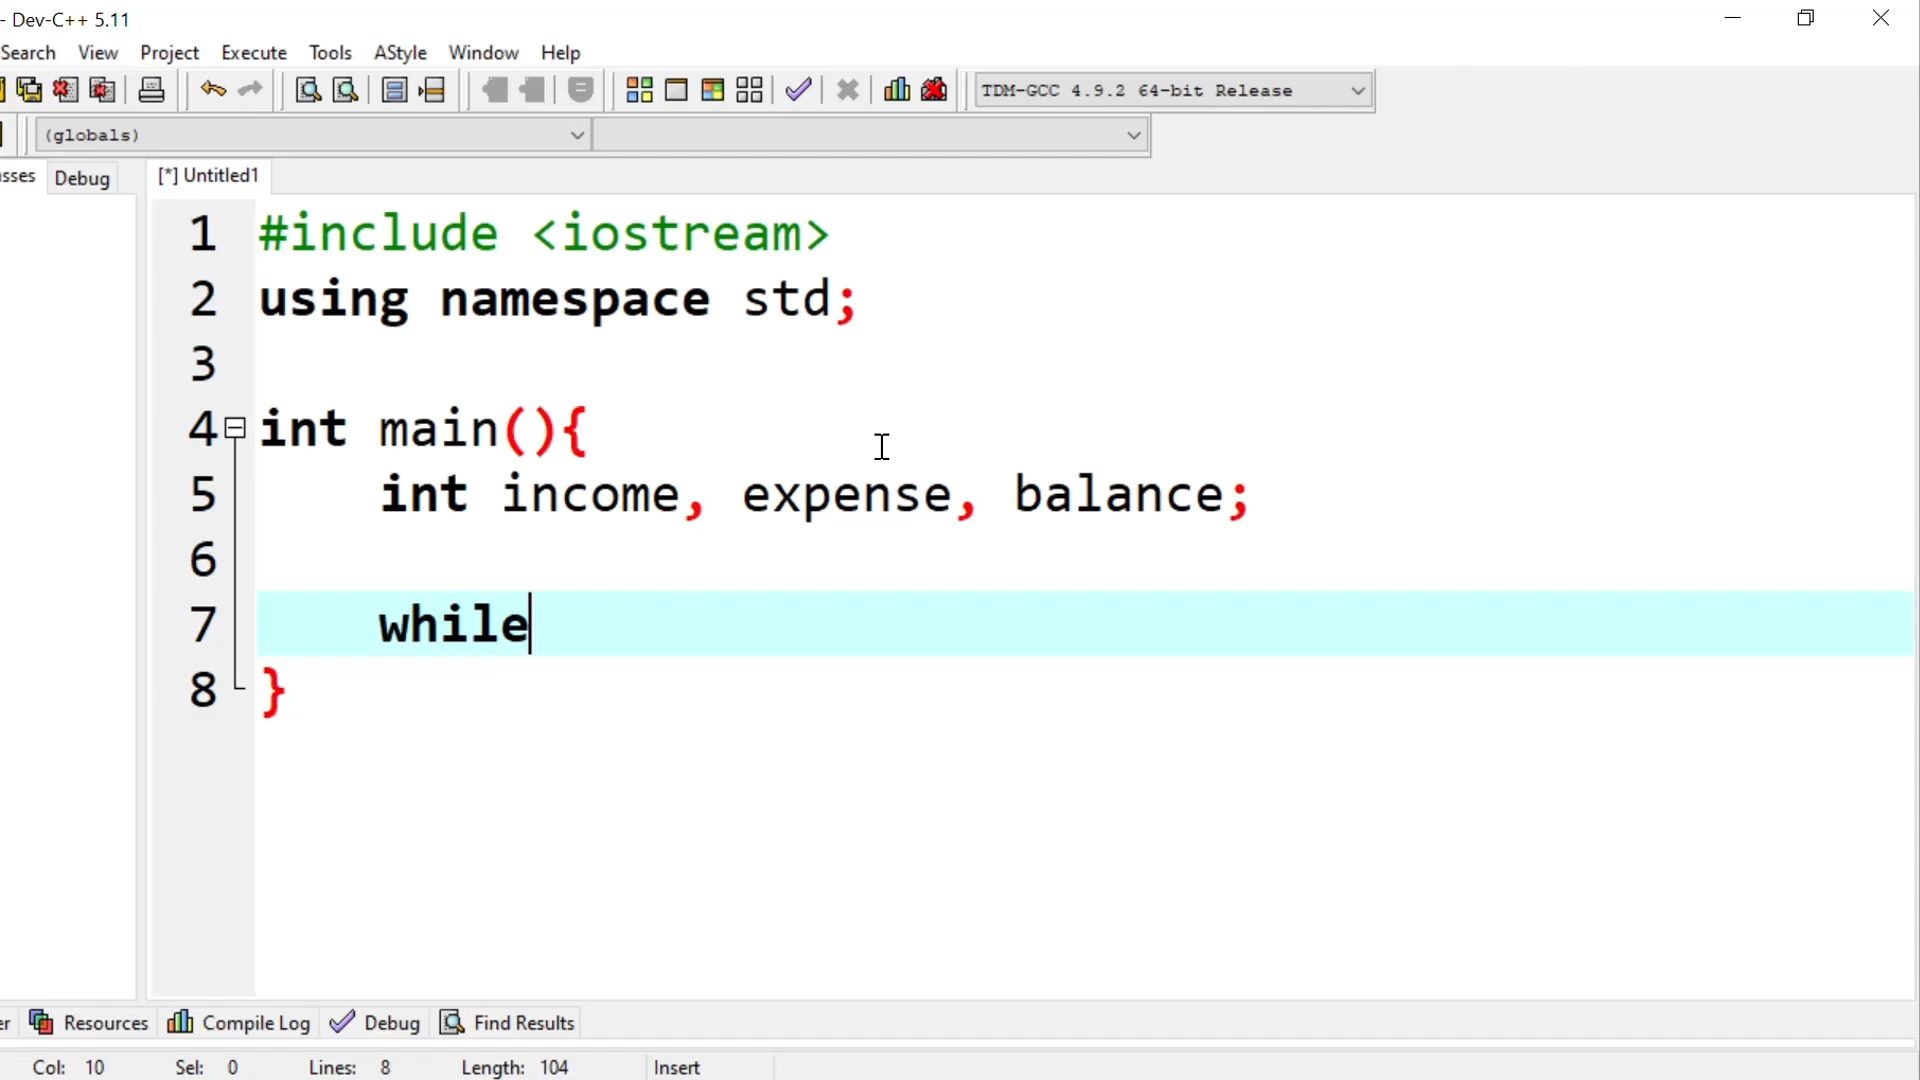 - Dev-C++ 5.11
Search View Project Execute Tools AStyle Window Help
TDM-GCC 4.9.2 64-bit Release
(globals)
sses Debug [*] Untitled1
1 #include <iostream>
2 using namespace std;
3
4 int main(){
5 int income, expense, balance;
6
7 while
8 }
er Resources Compile Log Debug Find Results
Col: 10 Sel: 0 Lines: 8 Length: 104 Insert